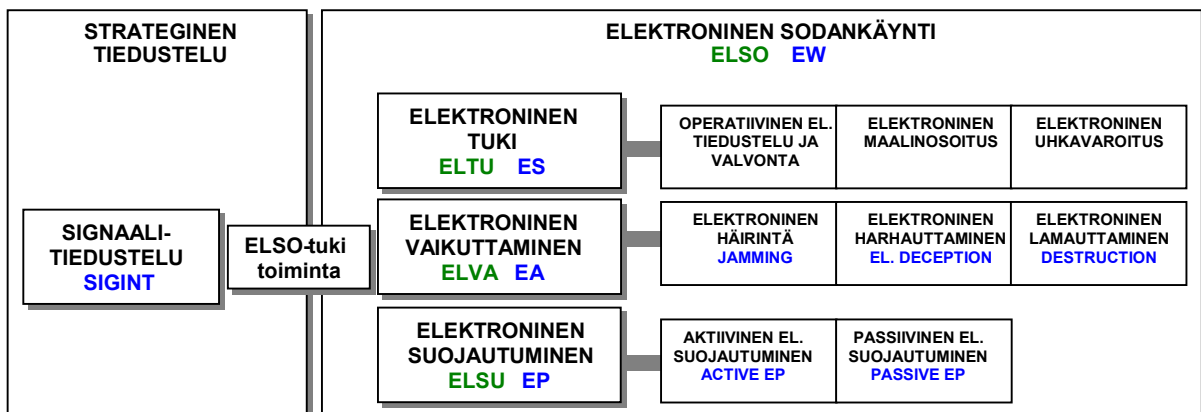 STRATEGINEN
TIEDUSTELU
SIGNAALI-
TIEDUSTELU
SIGINT
ELSO-tuki
toiminta
ELEKTRONINEN SODANKÄYNTI
ELSO EW
ELEKTRONINEN
TUKI
ELTU ES
OPERATIIVINEN EL.
TIEDUSTELU JA
VALVONTA
ELEKTRONINEN
MAALINOSOITUS
ELEKTRONINEN
UHKAVAROITUS
ELEKTRONINEN
VAIKUTTAMINEN
ELVA EA
ELEKTRONINEN
HÄIRINTÄ
JAMMING
ELEKTRONINEN
HARHAUTTAMINEN
EL. DECEPTION
ELEKTRONINEN
LAMAUTTAMINEN
DESTRUCTION
ELEKTRONINEN
SUOJAUTUMINEN
ELSU EP
AKTIIVINEN EL.
SUOJAUTUMINEN
ACTIVE EP
PASSIIVINEN EL.
SUOJAUTUMINEN
PASSIVE EP